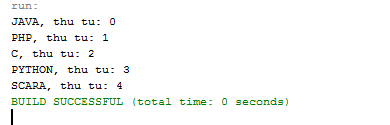 run:
JAVA, thu tu: 0
PHP, thu tu: 1
C, thu tu: 2
PYTHON, thu tu: 3
SCARA, thu tu: 4
BUILD SUCCESSFUL (total time: 0 seconds)